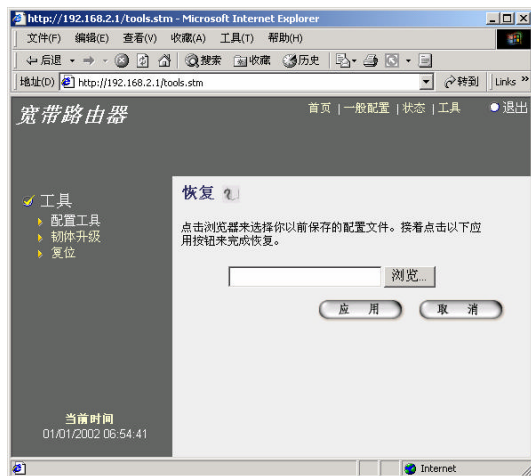 http://192.168.2.1/tools.stm - Microsoft Internet Explorer
文件(F) 编辑(E) 查看(V) 收藏(A) 工具(T) 帮助(H)
后退 搜索 收藏 历史
地址(D) http://192.168.2.1/tools.stm 转到 Links »
宽带路由器
首页 | 一般配置 | 状态 | 工具 退出
工具
配置工具
韧体升级
复位
恢复
点击浏览器来选择你以前保存的配置文件。接着点击以下应
用按钮来完成恢复。
浏览...
应 用 取 消
当前时间
01/01/2002 06:54:41
Internet